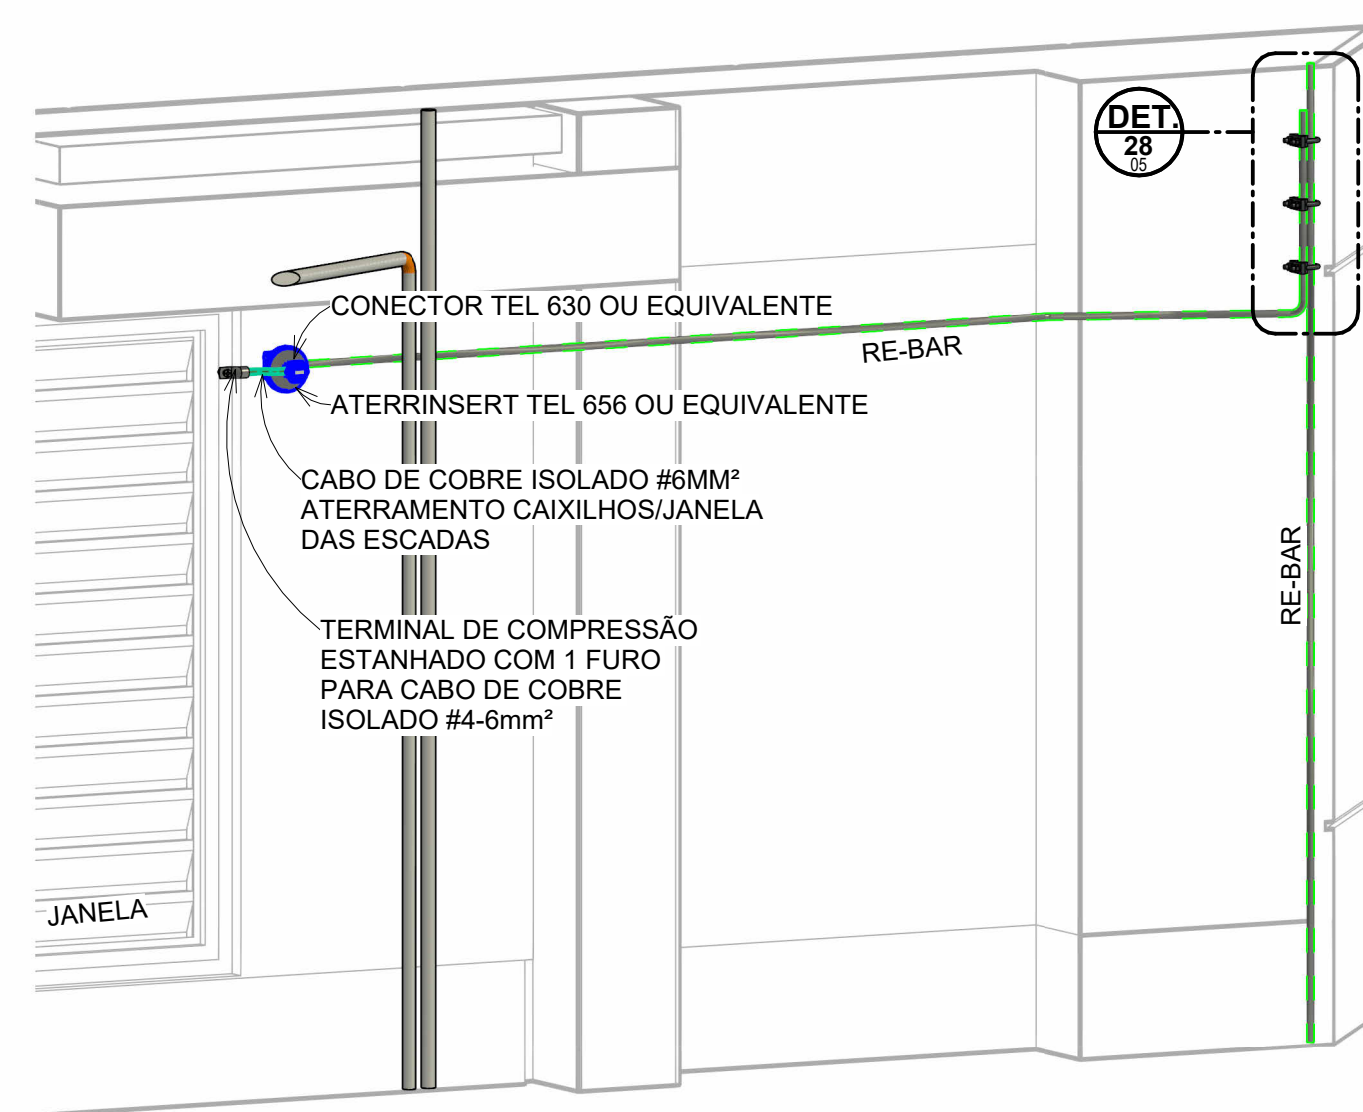 DET.
28
05
CONECTOR TEL 630 OU EQUIVALENTE
RE-BAR
ATERRINSERT TEL 656 OU EQUIVALENTE
CABO DE COBRE ISOLADO #6MM²
ATERRAMENTO CAIXILHOS/JANELA
DAS ESCADAS
RE-BAR
TERMINAL DE COMPRESSÃO
ESTANHADO COM 1 FURO
PARA CABO DE COBRE
ISOLADO #4-6mm²
JANELA